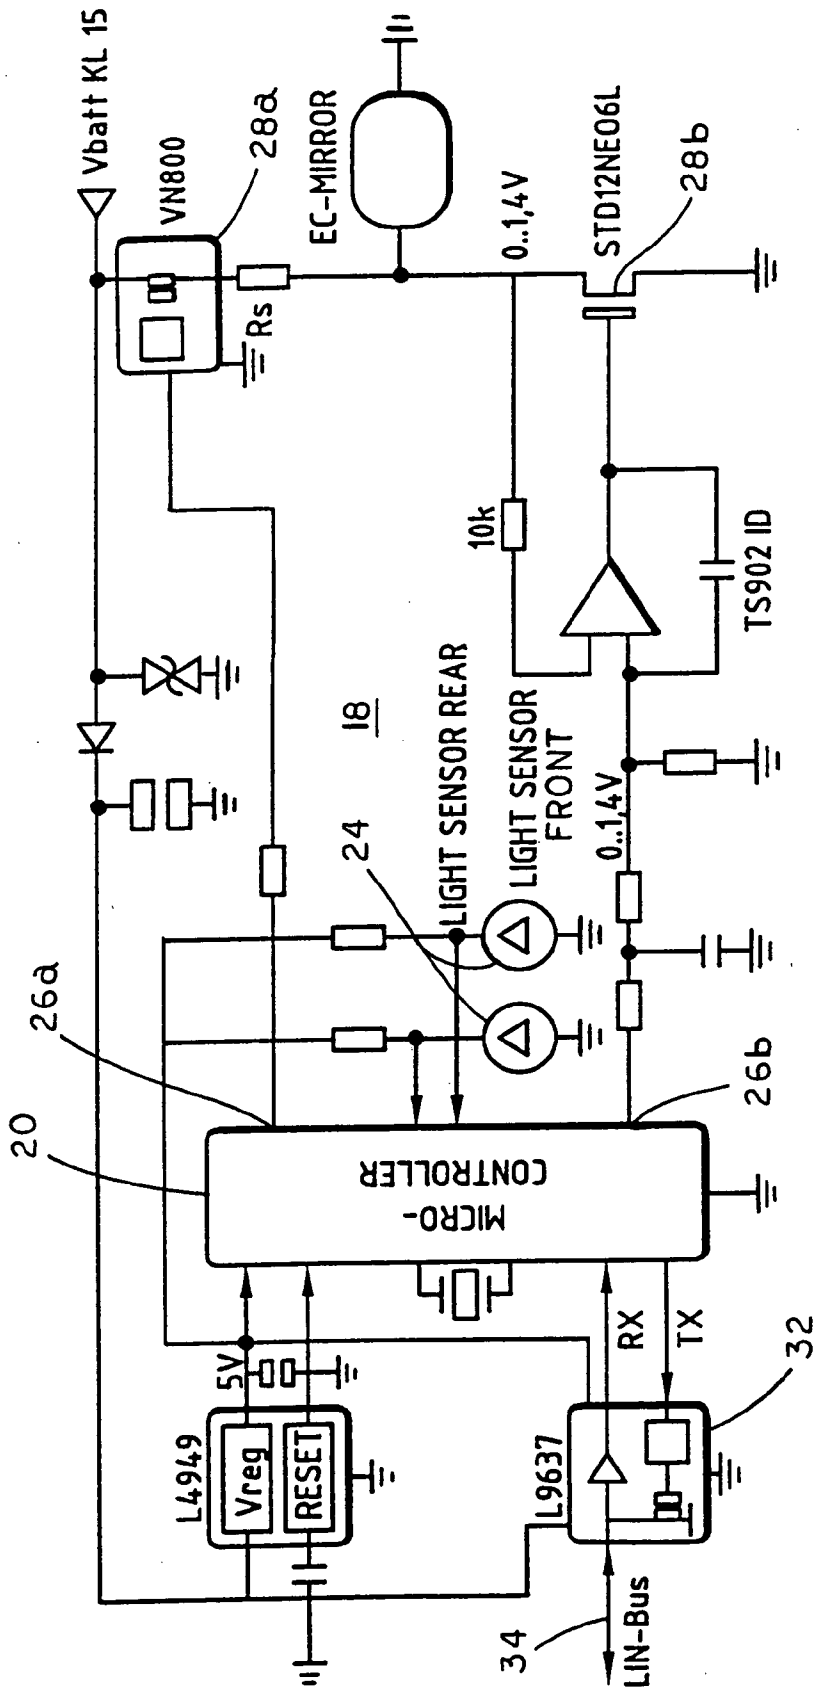 Vbatt KL 15
VN800
28a
Rs
EC-MIRROR
0..1,4V
STD12NE06L
28b
10k
TS902 ID
18
LIGHT SENSOR REAR
LIGHT SENSOR
FRONT
24
0..1,4V
26a
20
26b
MICRO-
CONTROLLER
5V
L4949
Vreg
RESET
RX
TX
L9637
32
34
LIN-Bus